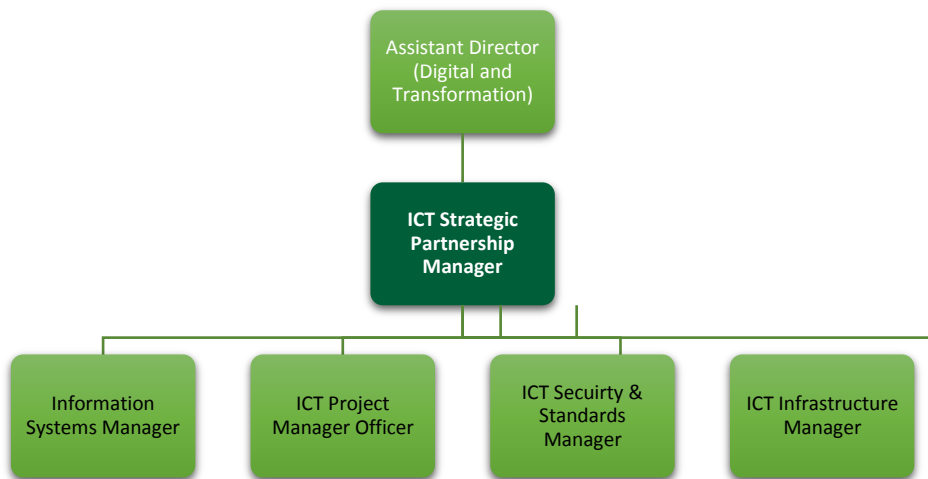 Assistant Director
(Digital and
Transformation)
ICT Strategic
Partnership
Manager
Information
Systems Manager
ICT Project
Manager Officer
ICT Secuirty &
Standards
Manager
ICT Infrastructure
Manager